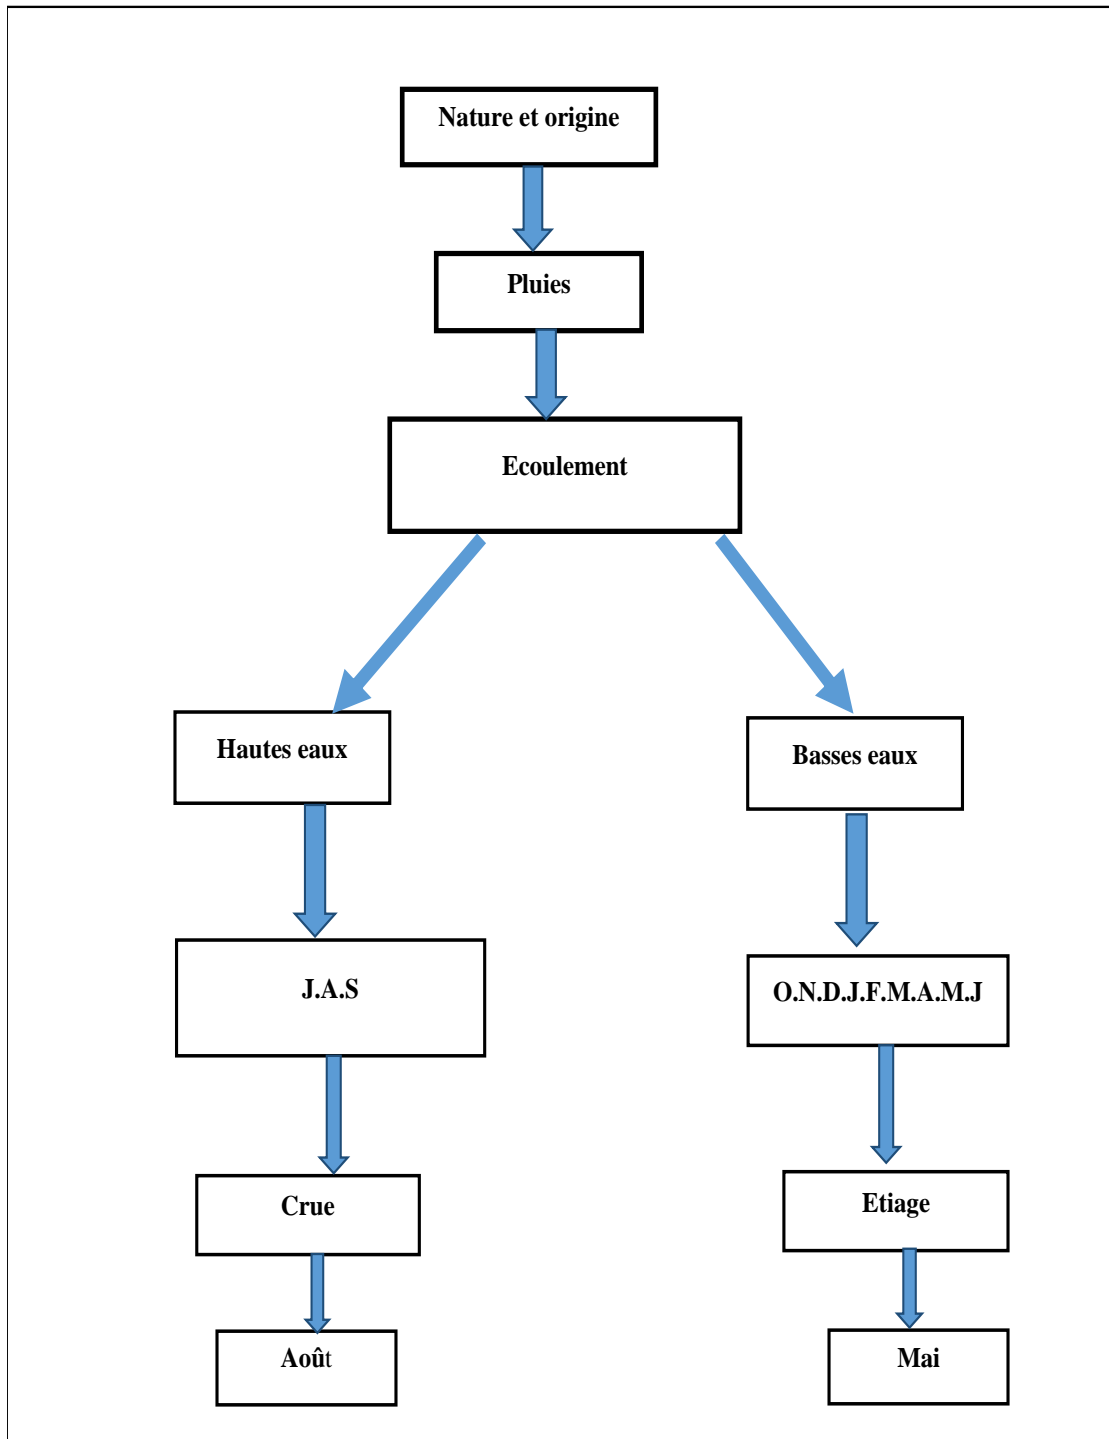 Nature et origine
Pluies
Ecoulement
Hautes eaux
Basses eaux
J.A.S
O.N.D.J.F.M.A.M.J
Crue
Etiage
Août
Mai